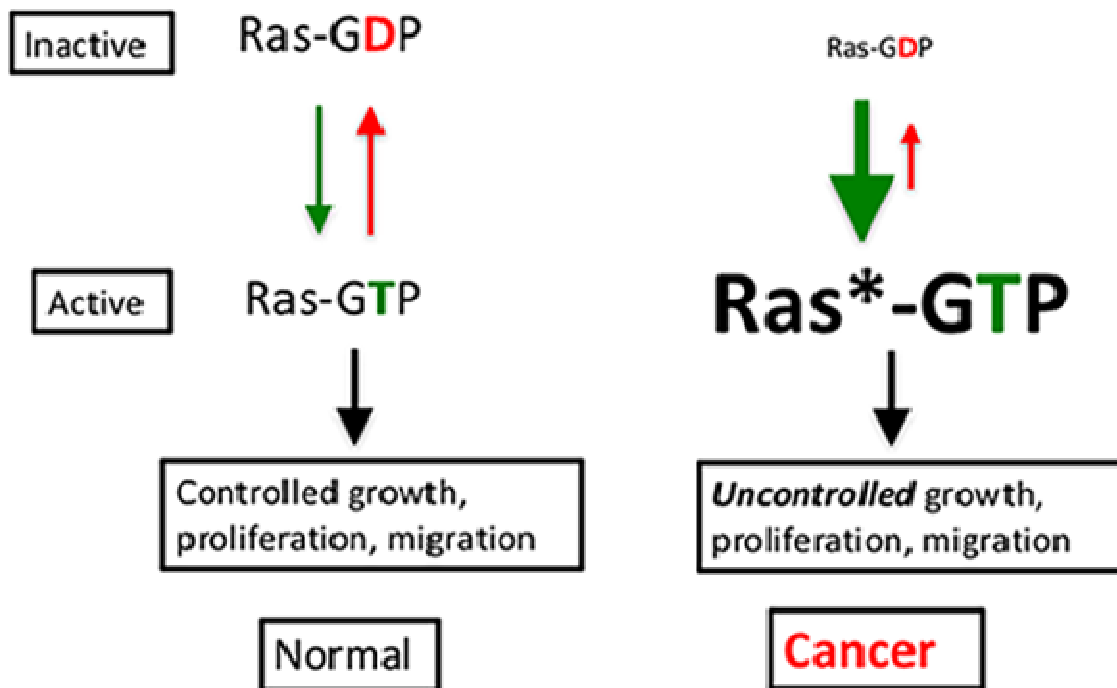 Inactive
Ras-GDP
Ras-GDP
Active
Ras-GTP
Ras*-GTP
Controlled growth,
proliferation, migration
Uncontrolled growth,
proliferation, migration
Normal
Cancer